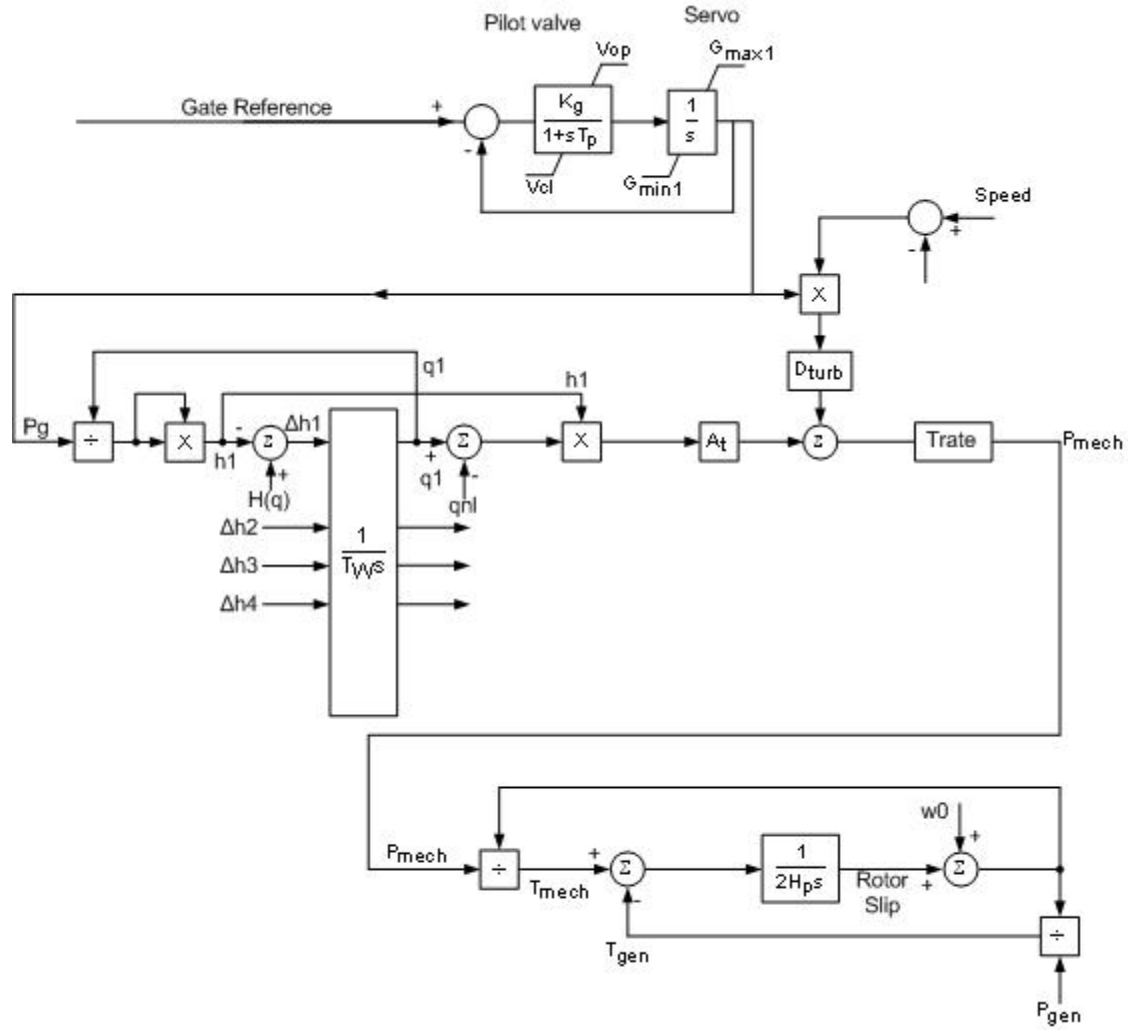 Pilot valve
Servo
Vop
Gmax1
Gate Reference
+
Kg
1+sTp
1
s
-
Vcl
Gmin1
Speed
+
-
X
q1
h1
Dturb
Pg
÷
X
-
h1
Σ
Δh1
+
H(q)
+
q1
Σ
-
qnl
X
At
Σ
Trate
Pmech
Δh2
Δh3
Δh4
1
TWs
w0
+
Pmech
÷
Tmech
+
Σ
-
1
2Hps
Rotor
Slip
+
Σ
Tgen
÷
Pgen